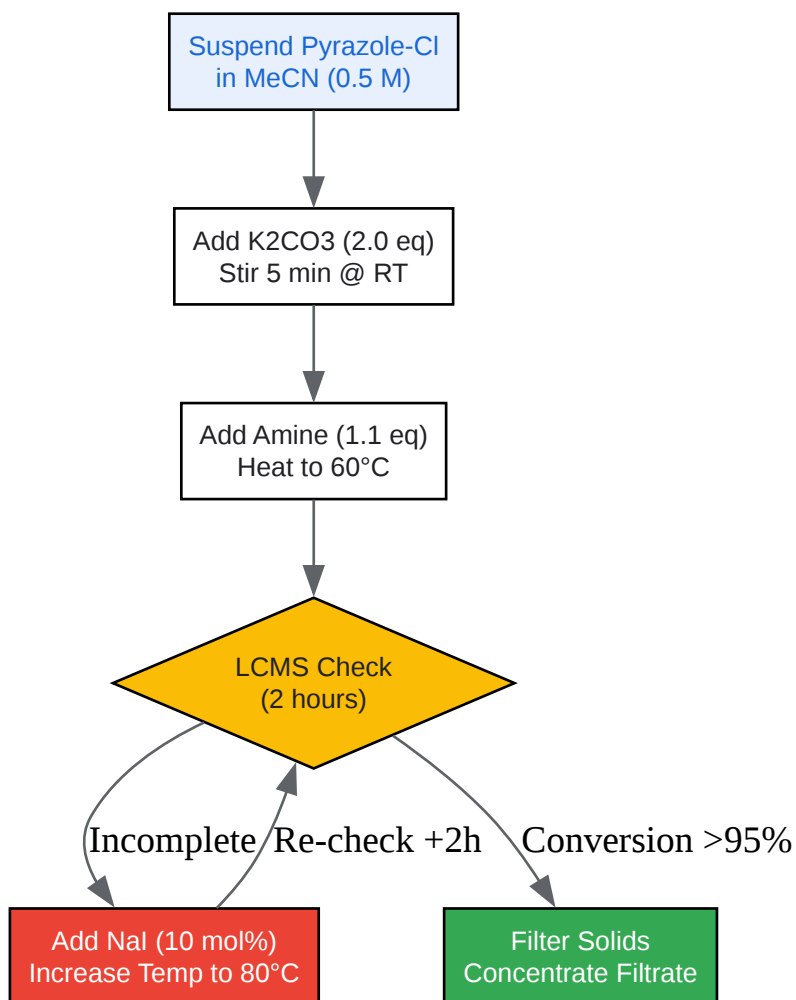 Suspend Pyrazole-Cl
in MeCN (0.5 M)
Add K2CO3 (2.0 eq)
Stir 5 min @ RT
Add Amine (1.1 eq)
Heat to 60°C
LCMS Check
(2 hours)
Incomplete
Re-check +2h
Conversion >95%
Add NaI (10 mol%)
Increase Temp to 80°C
Filter Solids
Concentrate Filtrate